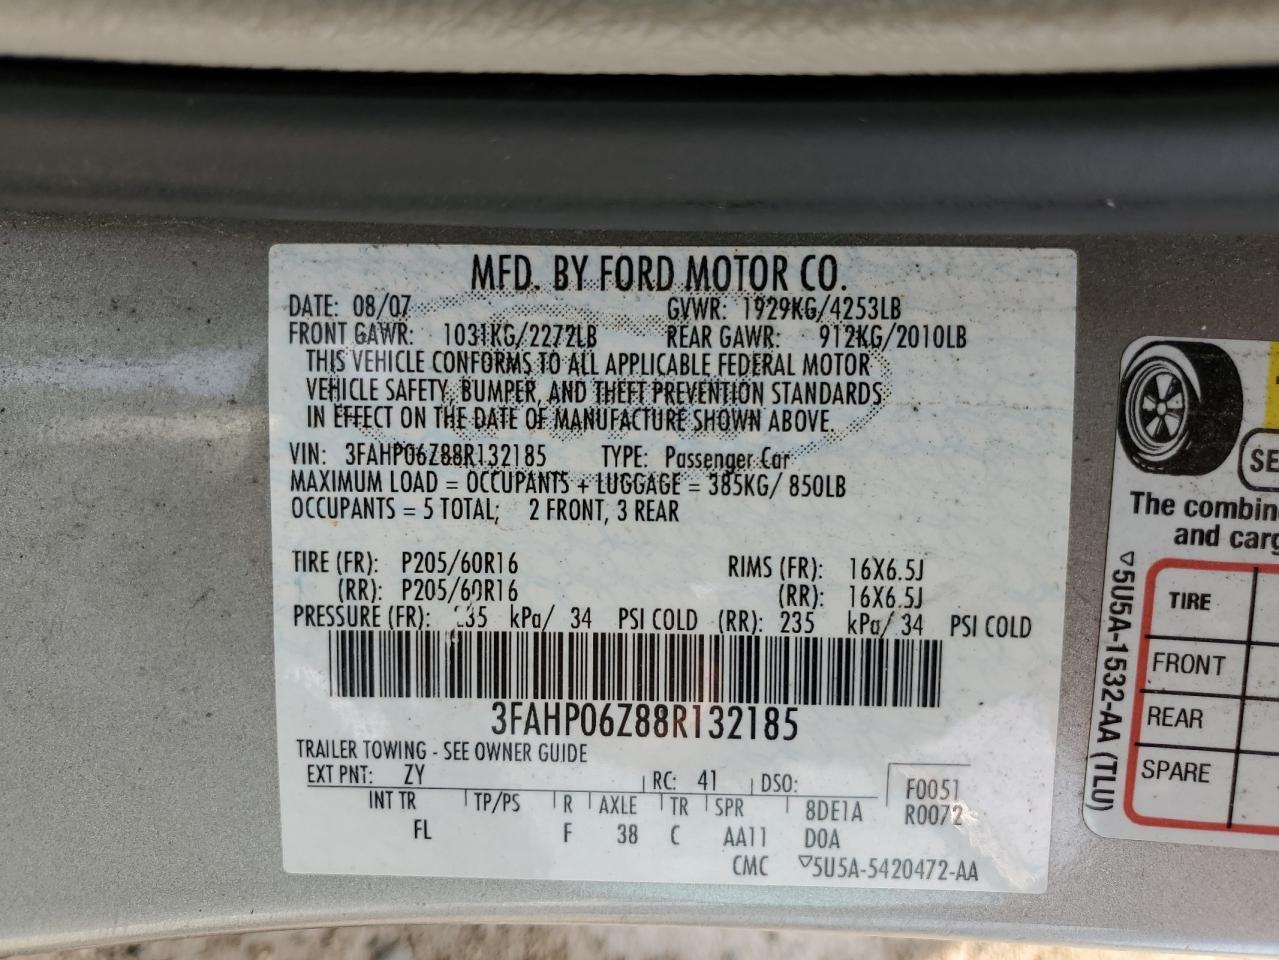 MFD. BY FORD MOTOR CO.
DATE: 08/07 GVWR: 1929KG/4253LB
FRONT GAWR: 1031KG/2272LB REAR GAWR: 912KG/2010LB
THIS VEHICLE CONFORMS TO ALL APPLICABLE FEDERAL MOTOR
VEHICLE SAFETY, BUMPER, AND THEFT PREVENTION STANDARDS
IN EFFECT ON THE DATE OF MANUFACTURE SHOWN ABOVE.
VIN: 3FAHP06Z88R132185 TYPE: Passenger Car
MAXIMUM LOAD = OCCUPANTS + LUGGAGE = 385KG/ 850LB
OCCUPANTS = 5 TOTAL; 2 FRONT, 3 REAR
TIRE (FR): P205/60R16 RIMS (FR): 16X6.5J
(RR): P205/60R16 (RR): 16X6.5J
PRESSURE (FR): 235 kPa/ 34 PSI COLD (RR): 235 kPa/ 34 PSI COLD
3FAHP06Z88R132185
TRAILER TOWING - SEE OWNER GUIDE
EXT PNT: ZY RC: 41 DSO: F0051
INT TR TP/PS R AXLE TR SPR 8DE1A R0072
FL F 38 C AA11 D0A
CMC ▽5U5A-5420472-AA
SE
The combin
and carg
TIRE
FRONT
REAR
SPARE
▽5U5A-1532-AA (TLU)